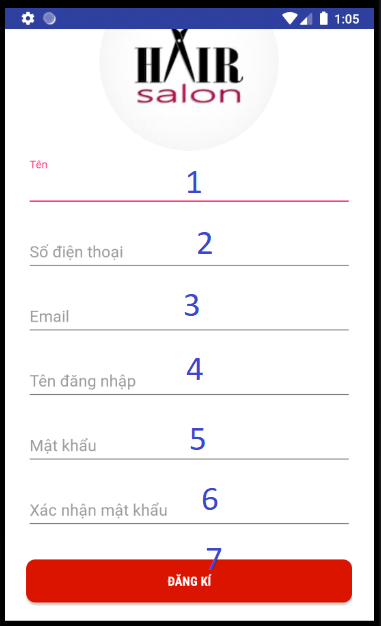 1:05
HAIR
salon
Tên
1
Số điện thoại 2
Email 3
Tên đăng nhập 4
Mật khẩu 5
Xác nhận mật khẩu 6
7
ĐĂNG KÍ